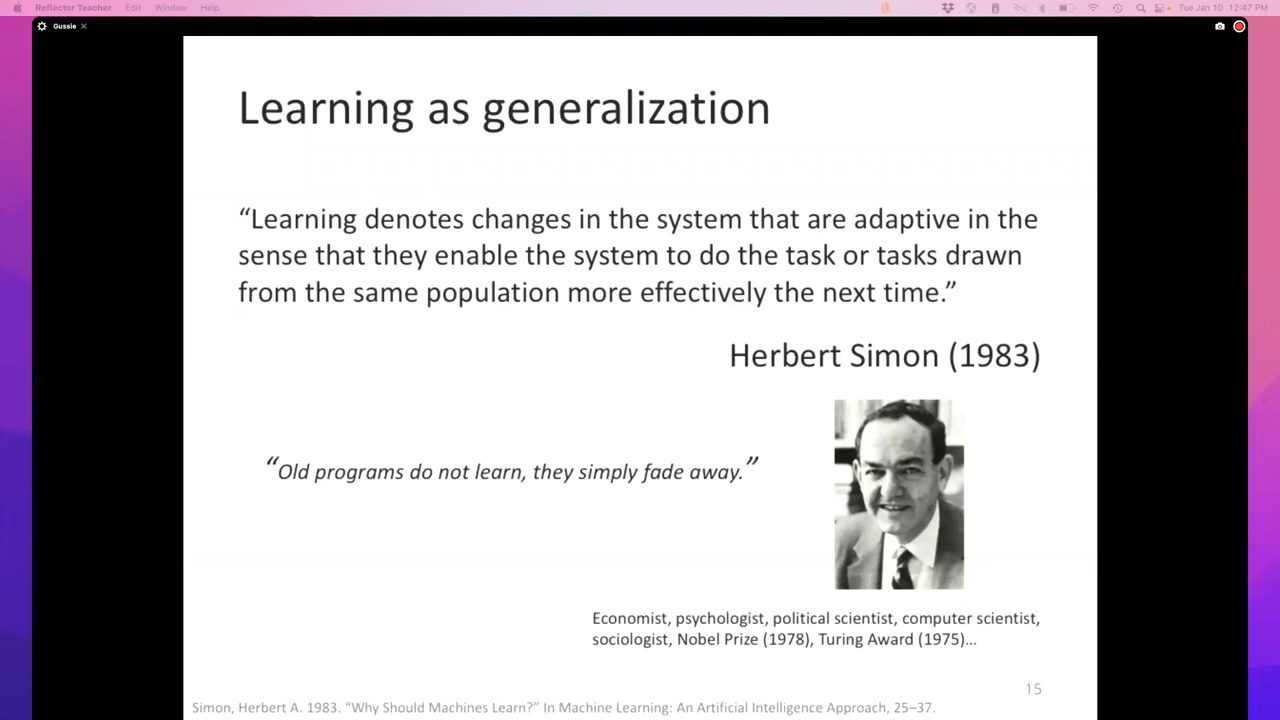 Reflector Teacher Edit Window Help Tue Jan 10 12:47 PM
Gussie
Learning as generalization
“Learning denotes changes in the system that are adaptive in the
sense that they enable the system to do the task or tasks drawn
from the same population more effectively the next time.”
Herbert Simon (1983)
“Old programs do not learn, they simply fade away.”
Economist, psychologist, political scientist, computer scientist,
sociologist, Nobel Prize (1978), Turing Award (1975)...
15
Simon, Herbert A. 1983. “Why Should Machines Learn?” In Machine Learning: An Artificial Intelligence Approach, 25–37.